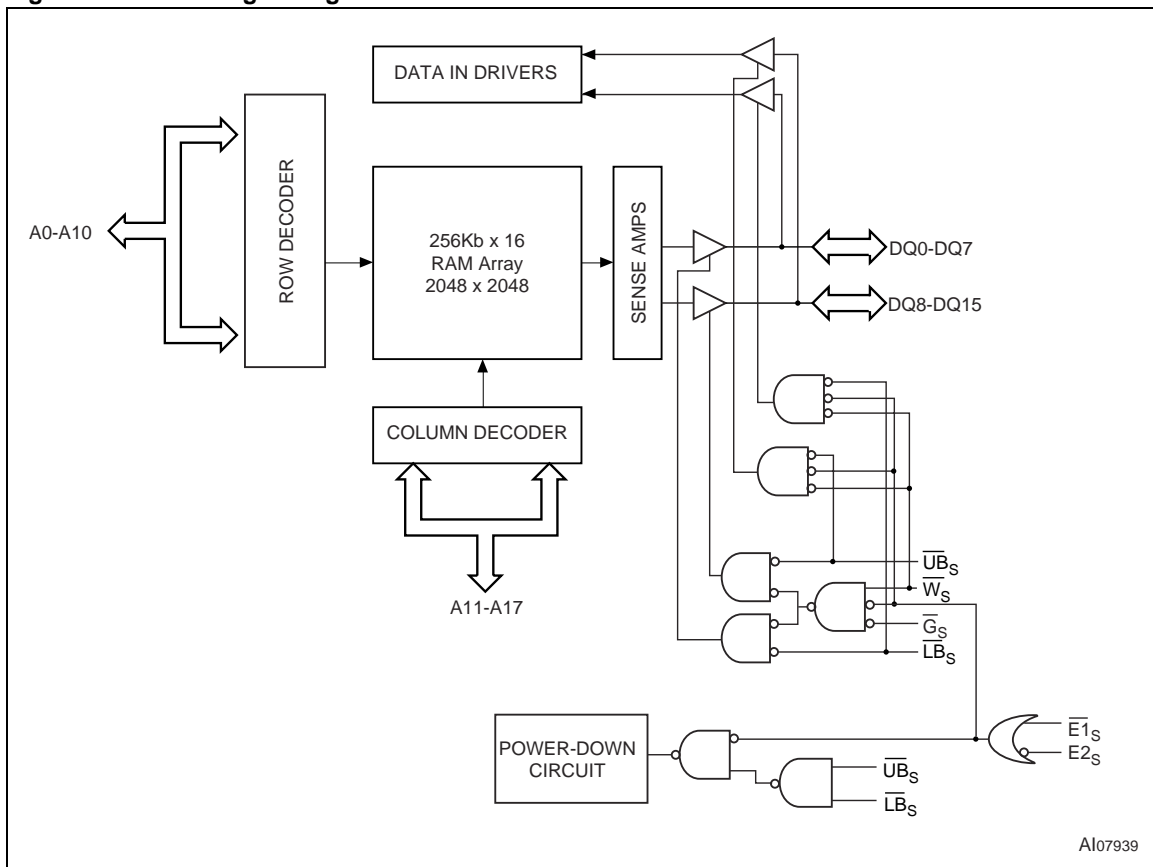 DATA IN DRIVERS
ROW DECODER
A0-A10
256Kb x 16
RAM Array
2048 x 2048
SENSE AMPS
DQ0-DQ7
DQ8-DQ15
COLUMN DECODER
A11-A17
UBS
WS
GS
LBS
E1S
E2S
POWER-DOWN
CIRCUIT
UBS
LBS
AI07939